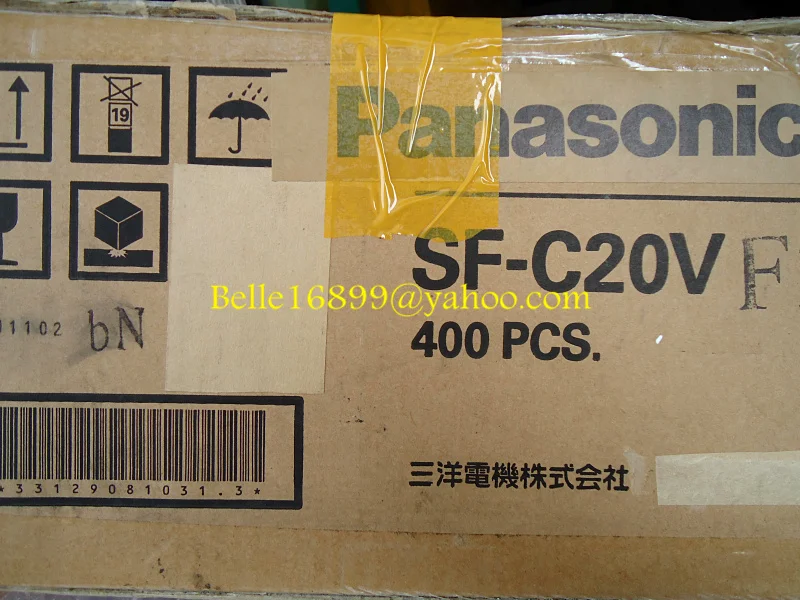 19
Panasonic
SF-C20V F
Belle16899@yahoo.com
1102 bN
400 PCS.
三洋電機株式会社
*33129081031.3*